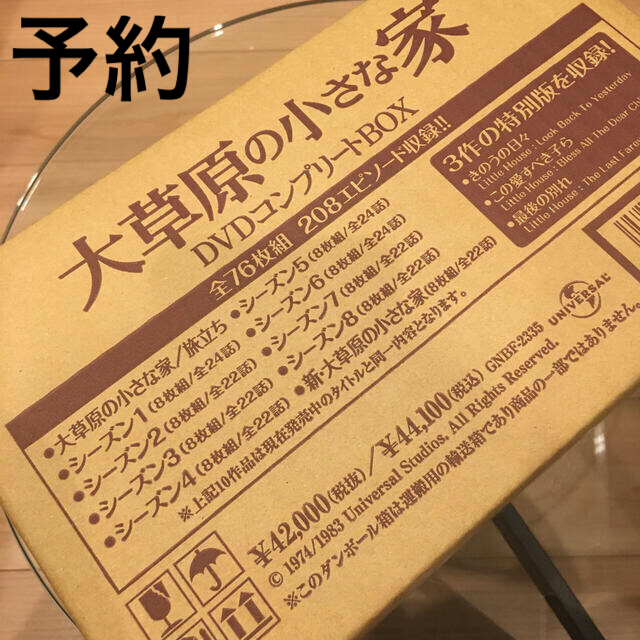 予約
大草原の小さな家
DVDコンプリートBOX
全76枚組 208エピソード収録!!
●大草原の小さな家/旅立ち
●シーズン1(8枚組/全24話)
●シーズン2(8枚組/全22話)
●シーズン3(8枚組/全22話)
●シーズン4(8枚組/全22話)
●シーズン5(8枚組/全24話)
●シーズン6(8枚組/全24話)
●シーズン7(8枚組/全22話)
●シーズン8(8枚組/全22話)
●新・大草原の小さな家(8枚組/全22話)
※上記10作品は現在発売中のタイトルと同一内容となります。
3作の特別版を収録!
●きのうの日々
Little House : Look Back To Yesterday
●この愛すべき子ら
Little House : Bless All The Dear C
●最後の別れ
Little House : The Last Fare
¥42,000(税抜)/¥44,100(税込) GNBF-2335
UNIVERSAL
© 1974/1983 Universal Studios. All Rights Reserved.
※このダンボール箱は運搬用の輸送箱であり商品の一部ではありません。